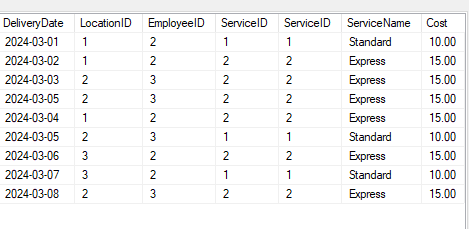 DeliveryDate LocationID EmployeeID ServiceID ServiceID ServiceName Cost
2024-03-01 1 2 1 1 Standard 10.00
2024-03-02 1 2 2 2 Express 15.00
2024-03-03 2 3 2 2 Express 15.00
2024-03-05 2 3 2 2 Express 15.00
2024-03-04 1 2 2 2 Express 15.00
2024-03-05 2 3 1 1 Standard 10.00
2024-03-06 3 2 2 2 Express 15.00
2024-03-07 3 2 1 1 Standard 10.00
2024-03-08 2 3 2 2 Express 15.00